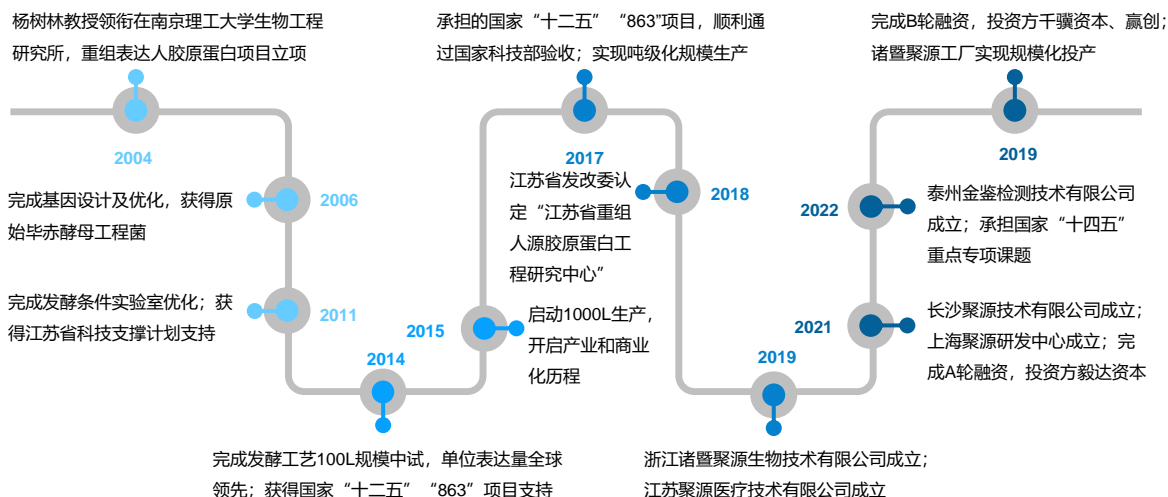 杨树林教授领衔在南京理工大学生物工程
研究所，重组表达人胶原蛋白项目立项
2004
完成基因设计及优化，获得原
始毕赤酵母工程菌
2006
完成发酵条件实验室优化；获
得江苏省科技支撑计划支持
2011
2014
完成发酵工艺100L规模中试，单位表达量全球
领先；获得国家“十二五”“863”项目支持
2015
启动1000L生产，
开启产业和商业
化历程
承担的国家“十二五”“863”项目，顺利通
过国家科技部验收；实现吨级化规模生产
2017
江苏省发改委认
定“江苏省重组
人源胶原蛋白工
程研究中心”
2018
2019
浙江诸暨聚源生物技术有限公司成立；
江苏聚源医疗技术有限公司成立
2021
长沙聚源技术有限公司成立；
上海聚源研发中心成立；完
成A轮融资，投资方毅达资本
2022
泰州金鉴检测技术有限公司
成立；承担国家“十四五”
重点专项课题
完成B轮融资，投资方千骥资本、赢创；
诸暨聚源工厂实现规模化投产
2019